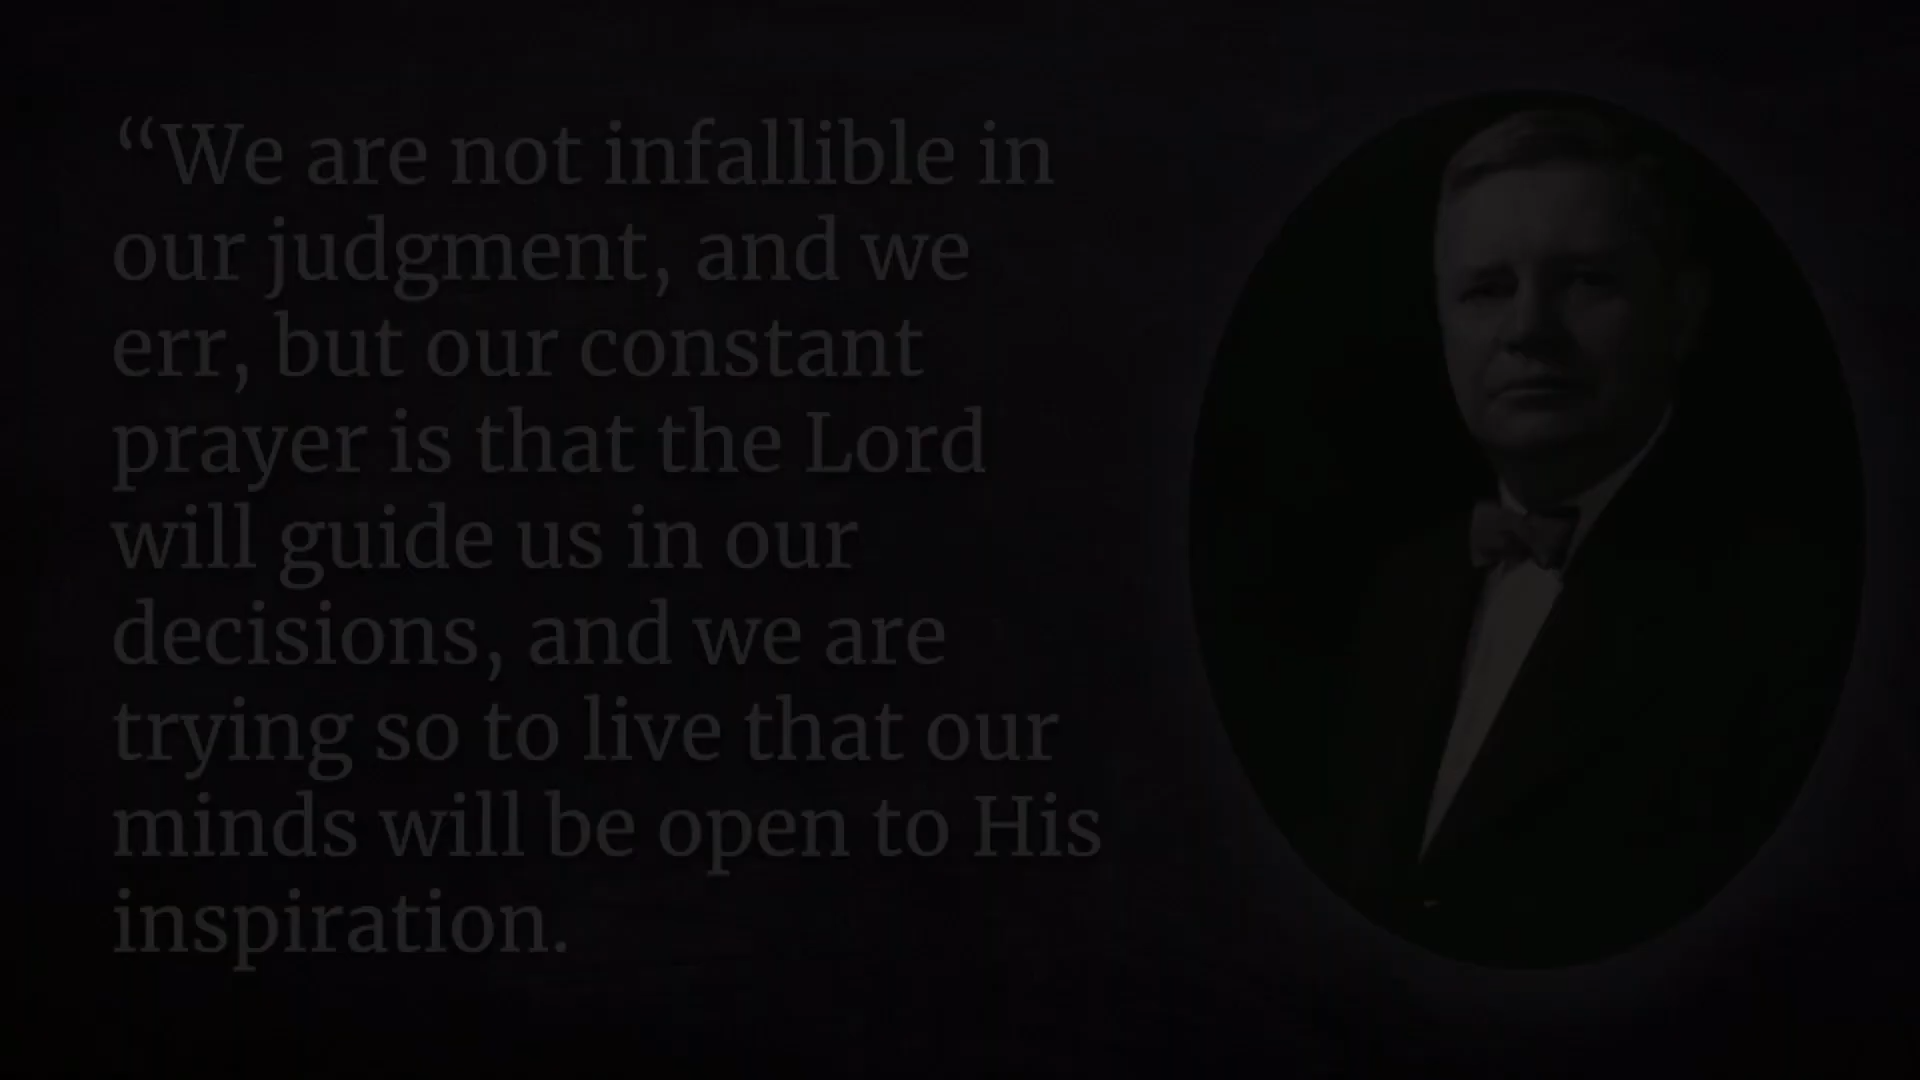 “We are not infallible in
our judgment, and we
err, but our constant
prayer is that the Lord
will guide us in our
decisions, and we are
trying so to live that our
minds will be open to His
inspiration.